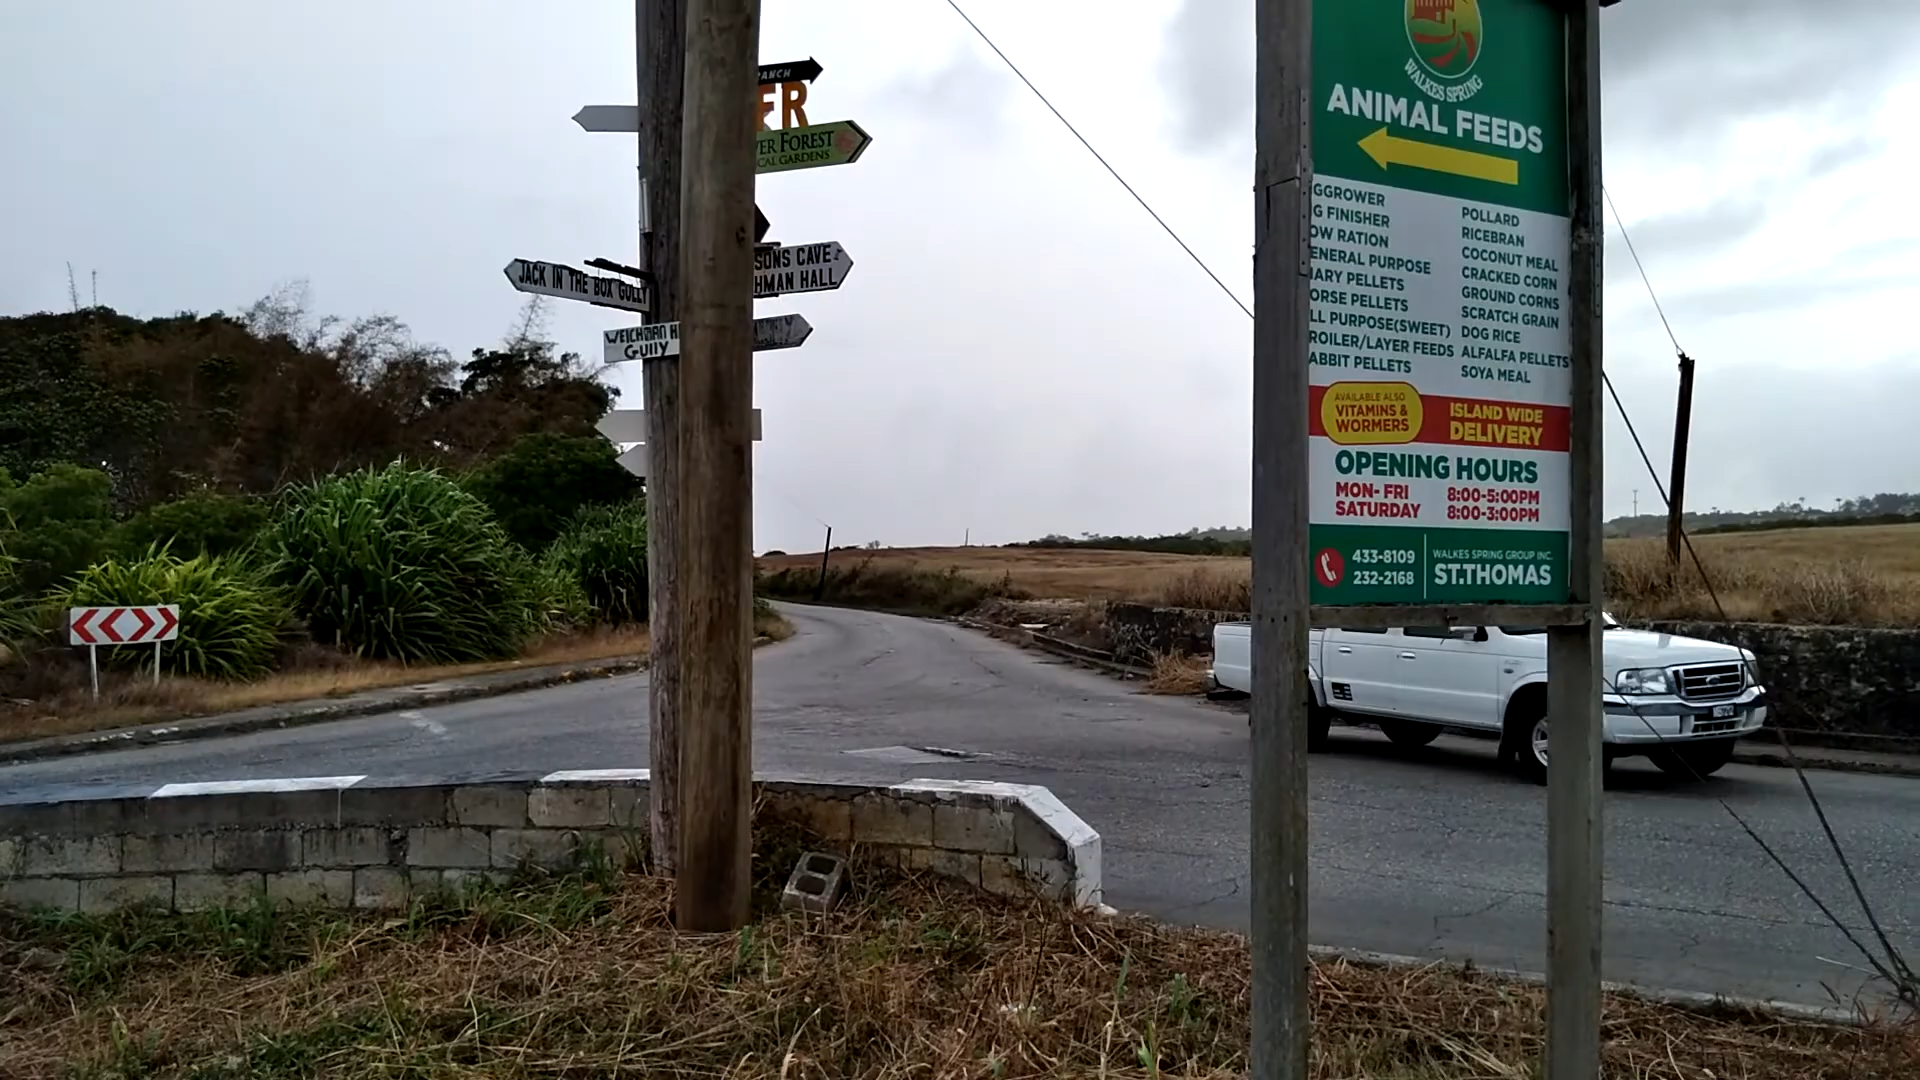 RANCH
ER
VER FOREST
CAL GARDENS
SONS CAVE
HMAN HALL
JACK IN THE BOX GULLY
WELCHMAN H
GULLY
WALKES SPRING
ANIMAL FEEDS
GGROWER
G FINISHER
OW RATION
ENERAL PURPOSE
IARY PELLETS
ORSE PELLETS
LL PURPOSE(SWEET)
ROILER/LAYER FEEDS
ABBIT PELLETS
POLLARD
RICEBRAN
COCONUT MEAL
CRACKED CORN
GROUND CORNS
SCRATCH GRAIN
DOG RICE
ALFALFA PELLETS
SOYA MEAL
AVAILABLE ALSO
VITAMINS &
WORMERS
ISLAND WIDE
DELIVERY
OPENING HOURS
MON- FRI 8:00-5:00PM
SATURDAY 8:00-3:00PM
433-8109
232-2168
WALKES SPRING GROUP INC.
ST.THOMAS